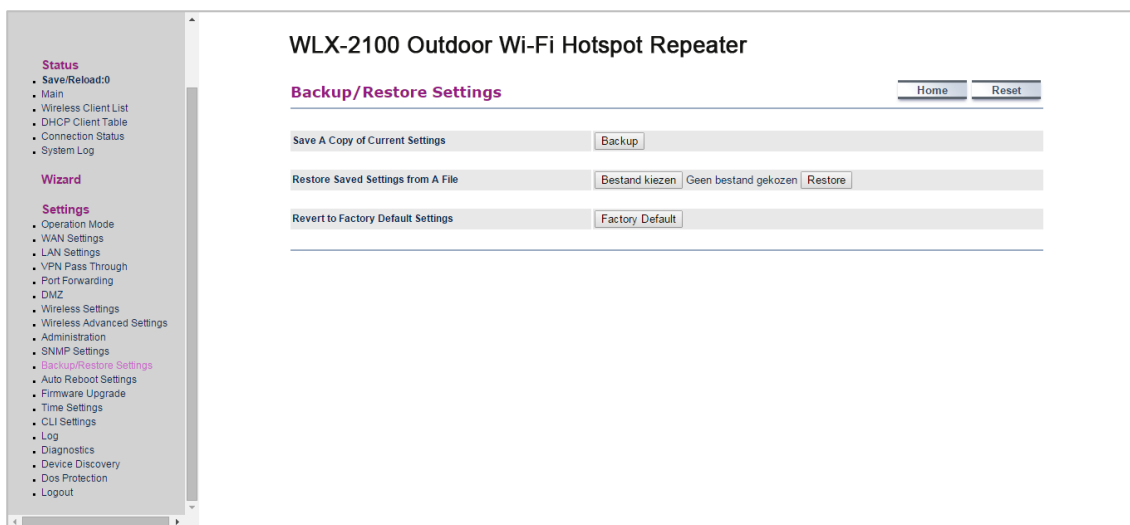 Status
Save/Reload:0
Main
Wireless Client List
DHCP Client Table
Connection Status
System Log
Wizard
Settings
Operation Mode
WAN Settings
LAN Settings
VPN Pass Through
Port Forwarding
DMZ
Wireless Settings
Wireless Advanced Settings
Administration
SNMP Settings
Backup/Restore Settings
Auto Reboot Settings
Firmware Upgrade
Time Settings
CLI Settings
Log
Diagnostics
Device Discovery
Dos Protection
Logout
WLX-2100 Outdoor Wi-Fi Hotspot Repeater
Backup/Restore Settings Home Reset
Save A Copy of Current Settings Backup
Restore Saved Settings from A File Bestand kiezen Geen bestand gekozen Restore
Revert to Factory Default Settings Factory Default